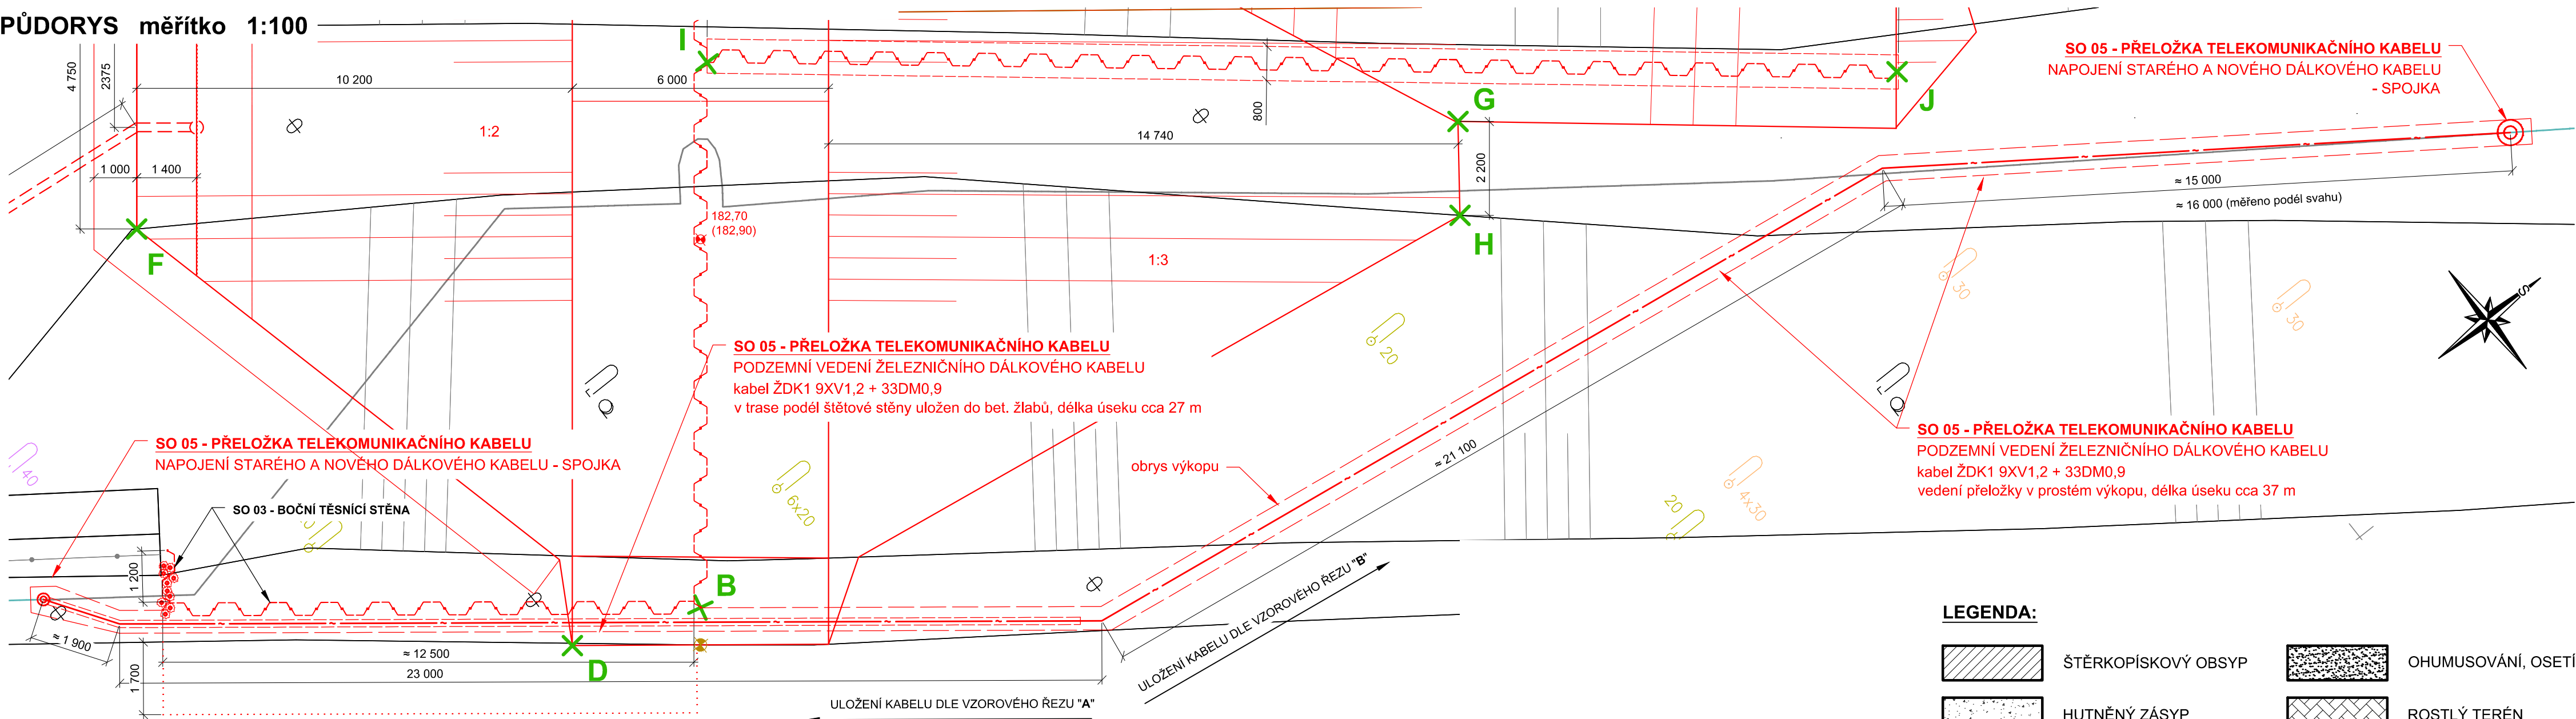 PŮDORYS měřítko 1:100
4 750
2375
10 200
6 000
I
800
G
J
SO 05 - PŘELOŽKA TELEKOMUNIKAČNÍHO KABELU
NAPOJENÍ STARÉHO A NOVÉHO DÁLKOVÉHO KABELU
- SPOJKA
1:2
14 740
1 000
1 400
2 200
≈ 15 000
≈ 16 000 (měřeno podél svahu)
182,70
(182,90)
F
H
1:3
S
30
30
SO 05 - PŘELOŽKA TELEKOMUNIKAČNÍHO KABELU
PODZEMNÍ VEDENÍ ŽELEZNIČNÍHO DÁLKOVÉHO KABELU
kabel ŽDK1 9XV1,2 + 33DM0,9
v trase podél štětové stěny uložen do bet. žlabů, délka úseku cca 27 m
20
SO 05 - PŘELOŽKA TELEKOMUNIKAČNÍHO KABELU
NAPOJENÍ STARÉHO A NOVÉHO DÁLKOVÉHO KABELU - SPOJKA
40
SO 05 - PŘELOŽKA TELEKOMUNIKAČNÍHO KABELU
PODZEMNÍ VEDENÍ ŽELEZNIČNÍHO DÁLKOVÉHO KABELU
kabel ŽDK1 9XV1,2 + 33DM0,9
vedení přeložky v prostém výkopu, délka úseku cca 37 m
≈ 21 100
obrys výkopu
6x20
20
4x30
SO 03 - BOČNÍ TĚSNÍCÍ STĚNA
1 200
B
≈ 1 900
≈ 12 500
D
23 000
1 700
ULOŽENÍ KABELU DLE VZOROVÉHO ŘEZU "B"
ULOŽENÍ KABELU DLE VZOROVÉHO ŘEZU "A"
LEGENDA:
ŠTĚRKOPÍSKOVÝ OBSYP
OHUMUSOVÁNÍ, OSETÍ
HUTNĚNÝ ZÁSYP
ROSTLÝ TERÉN